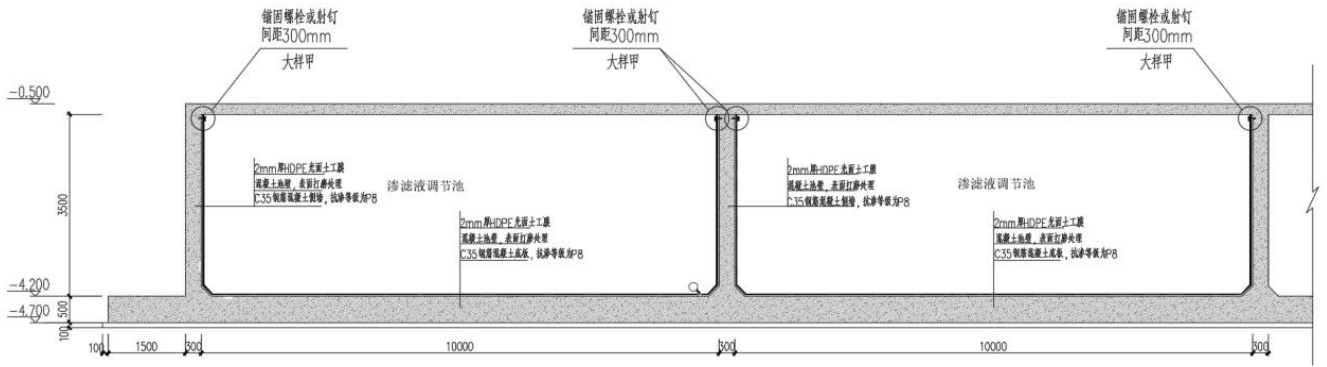 锚固螺栓或射钉
间距300mm
大样甲
锚固螺栓或射钉
间距300mm
大样甲
锚固螺栓或射钉
间距300mm
大样甲
-0.500
2mm厚HDPE光面土工膜
混凝土池壁，表面打磨处理
C35钢筋混凝土侧墙，抗渗等级为P8
渗滤液调节池
2mm厚HDPE光面土工膜
混凝土池壁，表面打磨处理
C35钢筋混凝土侧墙，抗渗等级为P8
渗滤液调节池
3500
2mm厚HDPE光面土工膜
混凝土池壁，表面打磨处理
C35钢筋混凝土底板，抗渗等级为P8
2mm厚HDPE光面土工膜
混凝土池壁，表面打磨处理
C35钢筋混凝土底板，抗渗等级为P8
-4.200
500
-4.700
100
100 1500 300 10000 300 10000 300